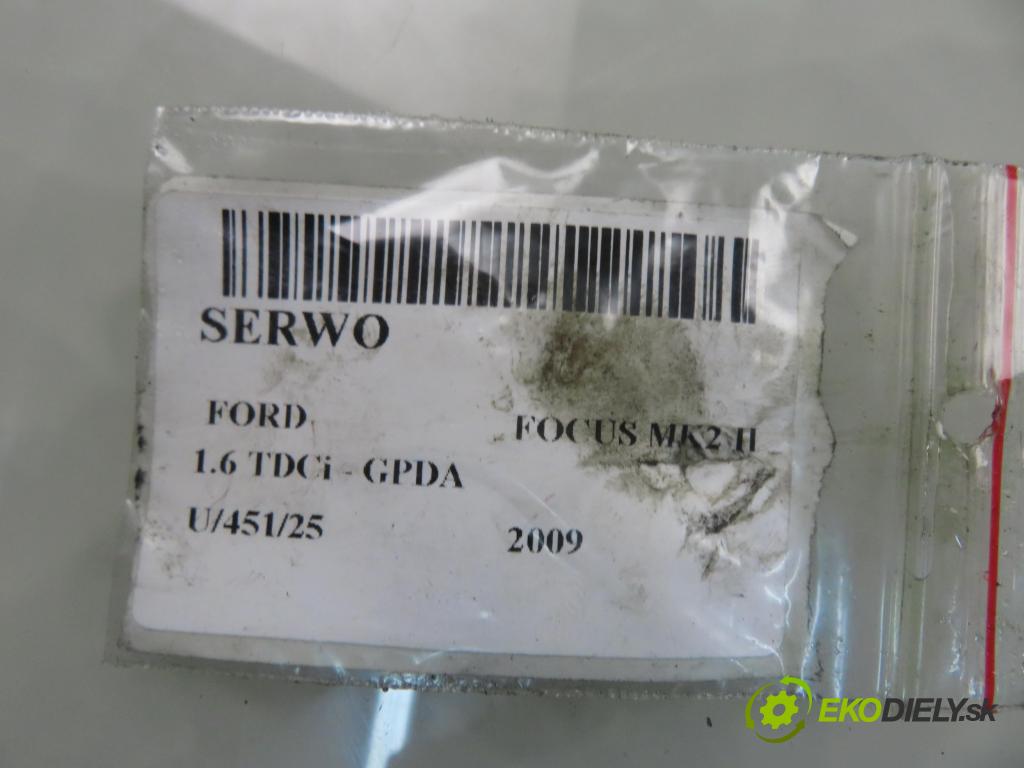 SERWO
FORD FOCUS MK2 II
1.6 TDCi - GPDA
U/451/25 2009
EKODIELY.sk